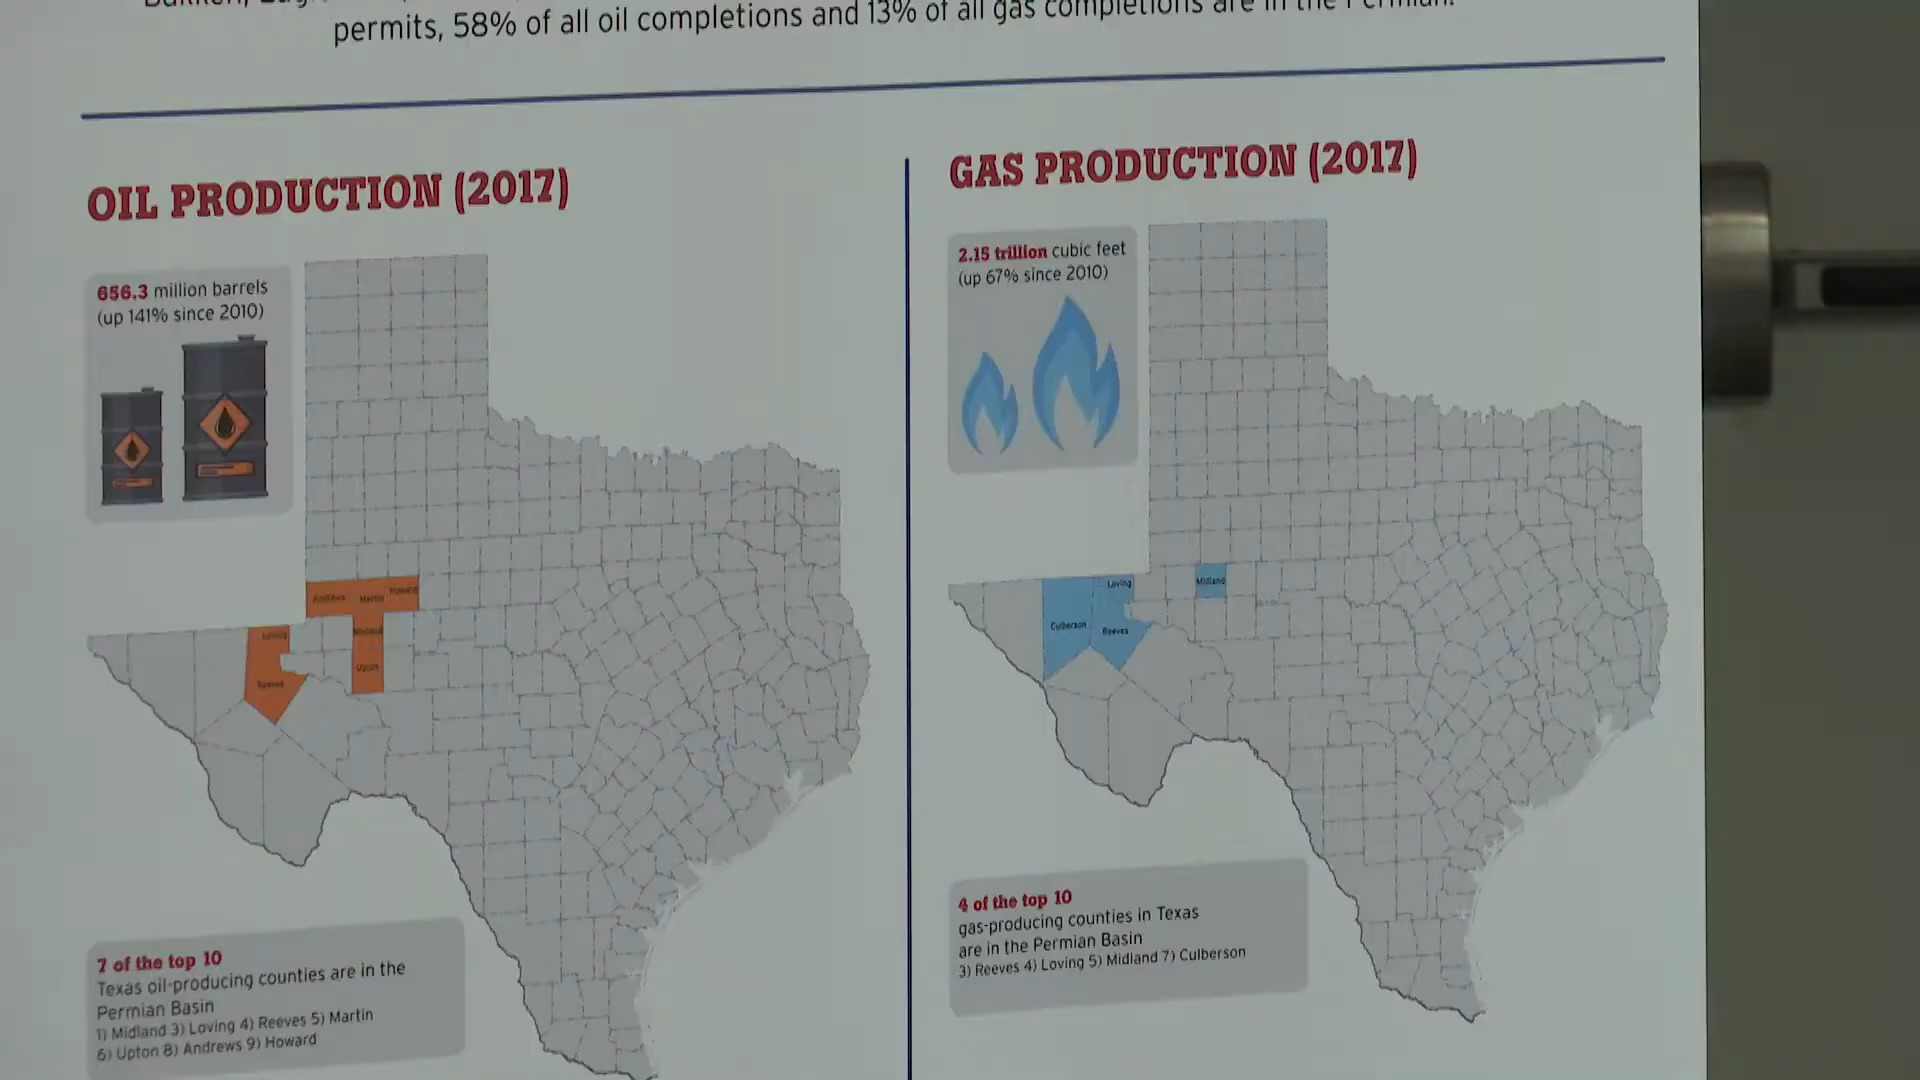 permits, 58% of all oil completions and 13% of all gas completions are in the Permian.
OIL PRODUCTION (2017)
656.3 million barrels
(up 141% since 2010)
Andrews
Martin
Howard
Loving
Midland
Reeves
Upton
7 of the top 10
Texas oil-producing counties are in the
Permian Basin
1) Midland 3) Loving 4) Reeves 5) Martin
6) Upton 8) Andrews 9) Howard
GAS PRODUCTION (2017)
2.15 trillion cubic feet
(up 67% since 2010)
Loving
Midland
Culberson
Reeves
4 of the top 10
gas-producing counties in Texas
are in the Permian Basin
3) Reeves 4) Loving 5) Midland 7) Culberson